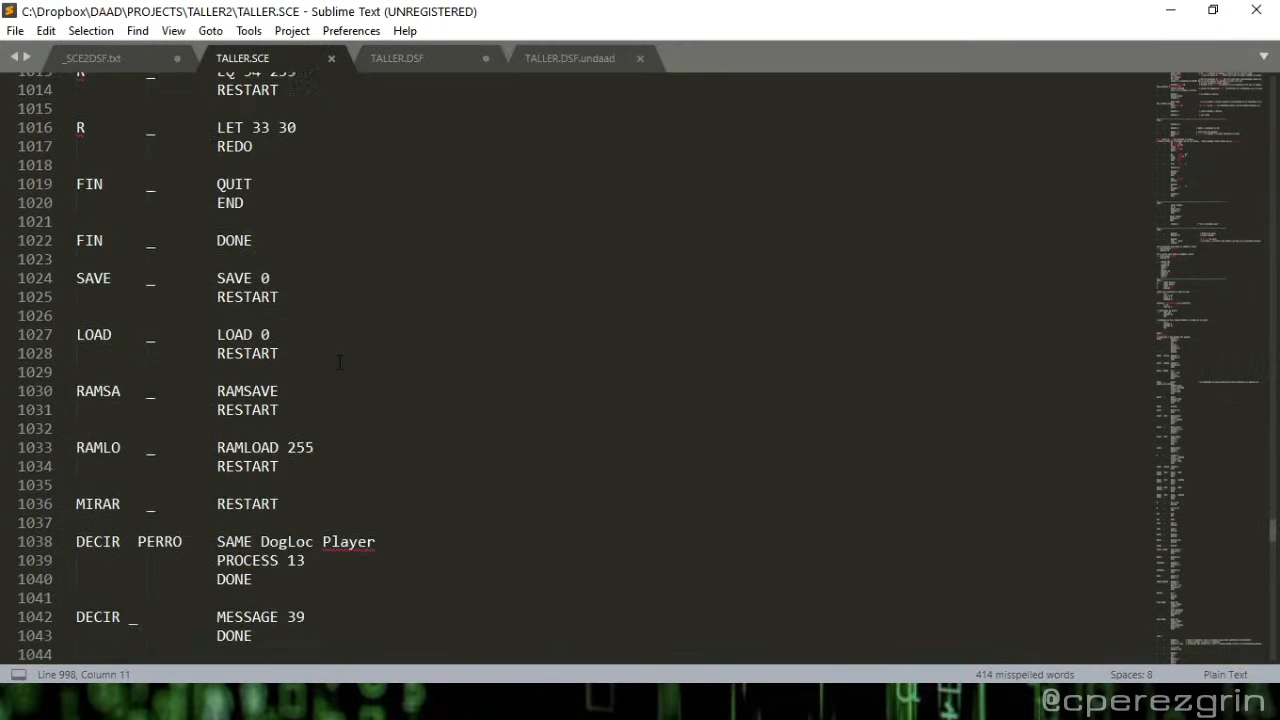 C:\Dropbox\DAAD\PROJECTS\TALLER2\TALLER.SCE - Sublime Text (UNREGISTERED)
File Edit Selection Find View Goto Tools Project Preferences Help
_SCE2DSF.txt TALLER.SCE TALLER.DSF TALLER.DSF.undaad
1013 R _ EQ 34 255
1014 RESTART
1015
1016 R _ LET 33 30
1017 REDO
1018
1019 FIN _ QUIT
1020 END
1021
1022 FIN _ DONE
1023
1024 SAVE _ SAVE 0
1025 RESTART
1026
1027 LOAD _ LOAD 0
1028 RESTART
1029
1030 RAMSA _ RAMSAVE
1031 RESTART
1032
1033 RAMLO _ RAMLOAD 255
1034 RESTART
1035
1036 MIRAR _ RESTART
1037
1038 DECIR PERRO SAME DogLoc Player
1039 PROCESS 13
1040 DONE
1041
1042 DECIR _ MESSAGE 39
1043 DONE
1044
Line 998, Column 11 414 misspelled words Spaces: 8 Plain Text
@cperezgrin